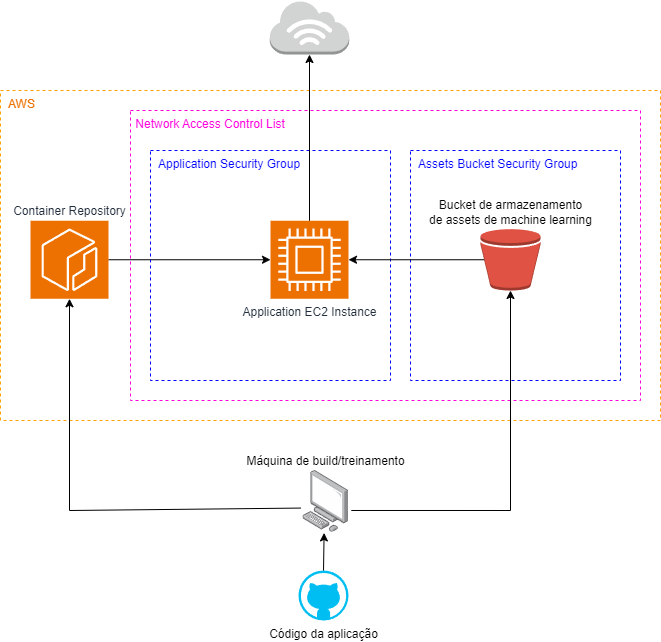 AWS
Network Access Control List
Application Security Group
Assets Bucket Security Group
Container Repository
Bucket de armazenamento
de assets de machine learning
Application EC2 Instance
Máquina de build/treinamento
Código da aplicação